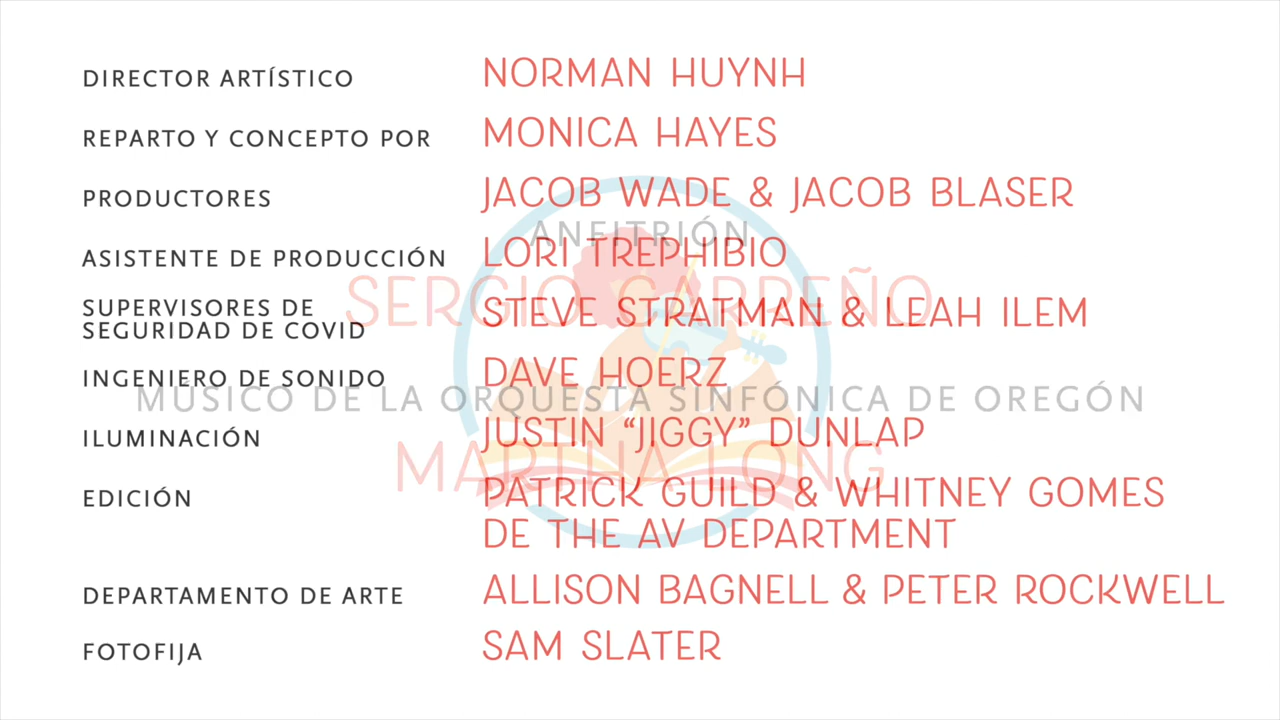 DIRECTOR ARTÍSTICO NORMAN HUYNH
REPARTO Y CONCEPTO POR MONICA HAYES
PRODUCTORES JACOB WADE & JACOB BLASER
ANFITRIÓN
ASISTENTE DE PRODUCCIÓN LORI TREPHIBIO
SERGIO CARREÑO
SUPERVISORES DE
SEGURIDAD DE COVID STEVE STRATMAN & LEAH ILEM
INGENIERO DE SONIDO DAVE HOERZ
MÚSICO DE LA ORQUESTA SINFÓNICA DE OREGÓN
ILUMINACIÓN JUSTIN “JIGGY” DUNLAP
MARTHA LONG
EDICIÓN PATRICK GUILD & WHITNEY GOMES
DE THE AV DEPARTMENT
DEPARTAMENTO DE ARTE ALLISON BAGNELL & PETER ROCKWELL
FOTOFIJA SAM SLATER